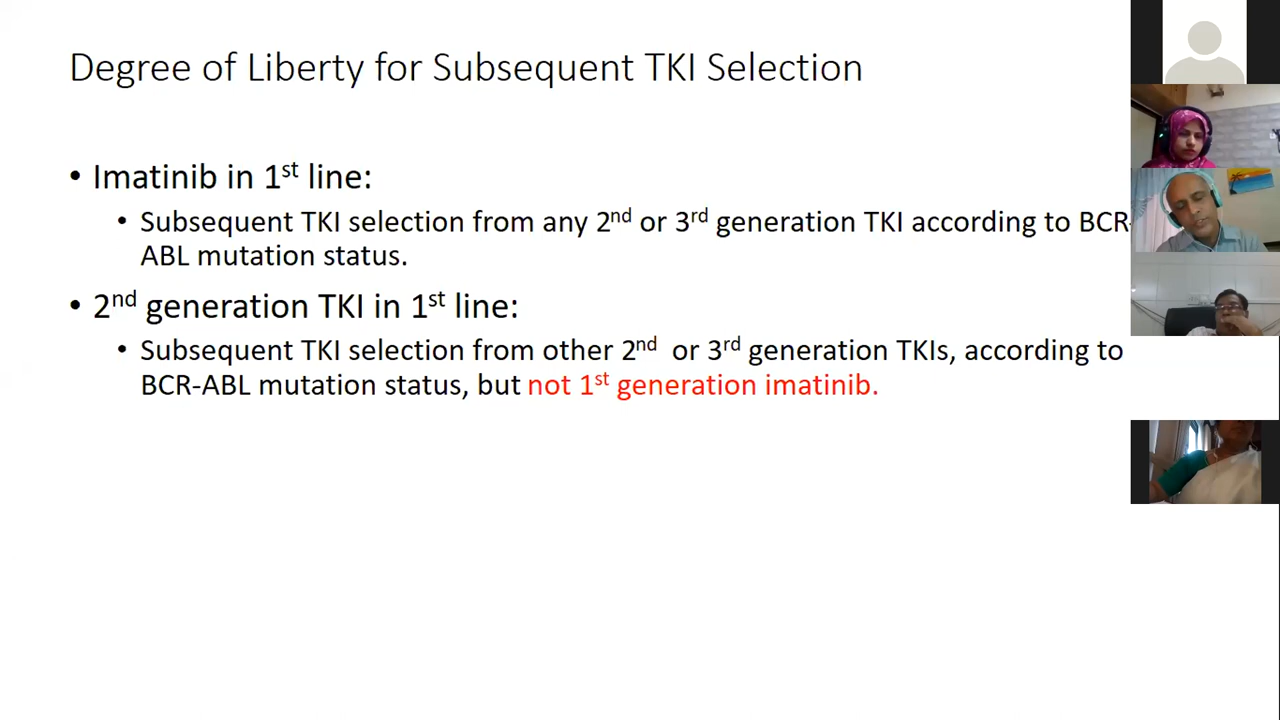 Degree of Liberty for Subsequent TKI Selection
• Imatinib in 1st line:
• Subsequent TKI selection from any 2nd or 3rd generation TKI according to BCR-
ABL mutation status.
• 2nd generation TKI in 1st line:
• Subsequent TKI selection from other 2nd or 3rd generation TKIs, according to
BCR-ABL mutation status, but not 1st generation imatinib.